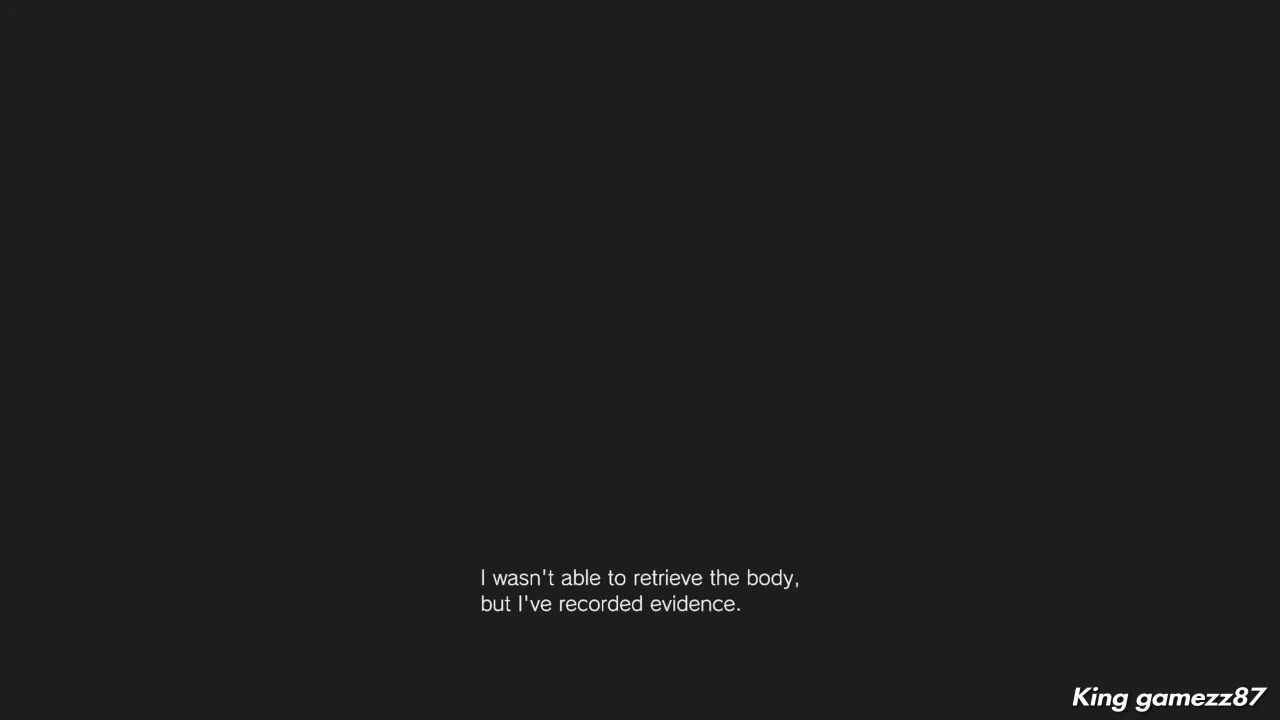 I wasn't able to retrieve the body,
but I've recorded evidence.
King gamezz87